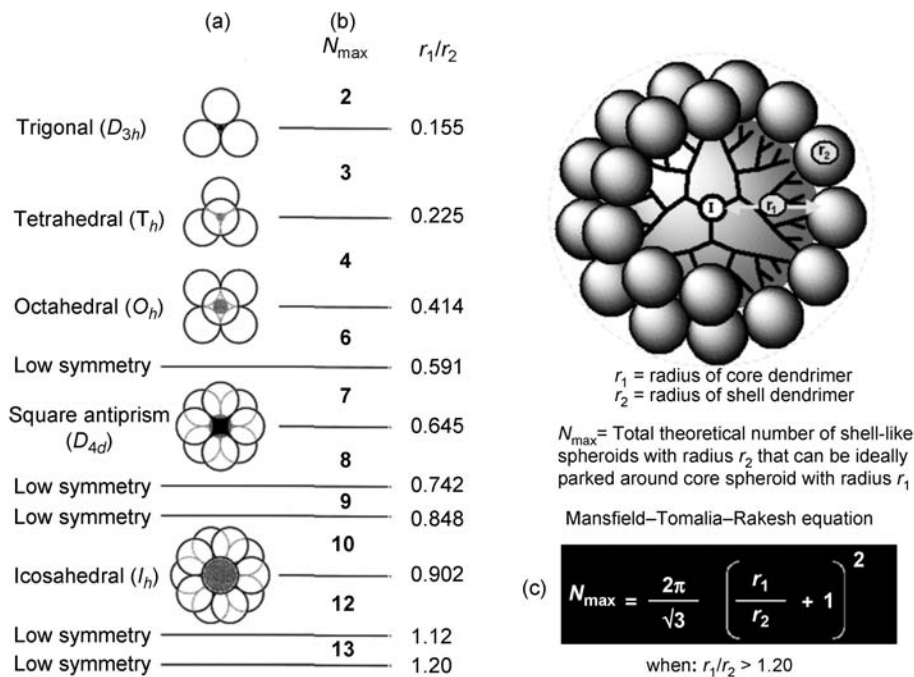 (a)
(b)
N_max
r₁/r₂
2
Trigonal (D₃h)
0.155
3
Tetrahedral (Tₕ)
0.225
4
Octahedral (Oₕ)
0.414
6
Low symmetry
0.591
7
Square antiprism
(D₄d)
0.645
8
Low symmetry
0.742
9
Low symmetry
0.848
10
Icosahedral (Iₕ)
0.902
12
Low symmetry
1.12
13
Low symmetry
1.20
r₂
I
r₁
r₁ = radius of core dendrimer
r₂ = radius of shell dendrimer
N_max= Total theoretical number of shell-like
spheroids with radius r₂ that can be ideally
parked around core spheroid with radius r₁
Mansfield–Tomalia–Rakesh equation
(c)
N_max = 2π/√3 (r₁/r₂ + 1)²
when: r₁/r₂ > 1.20